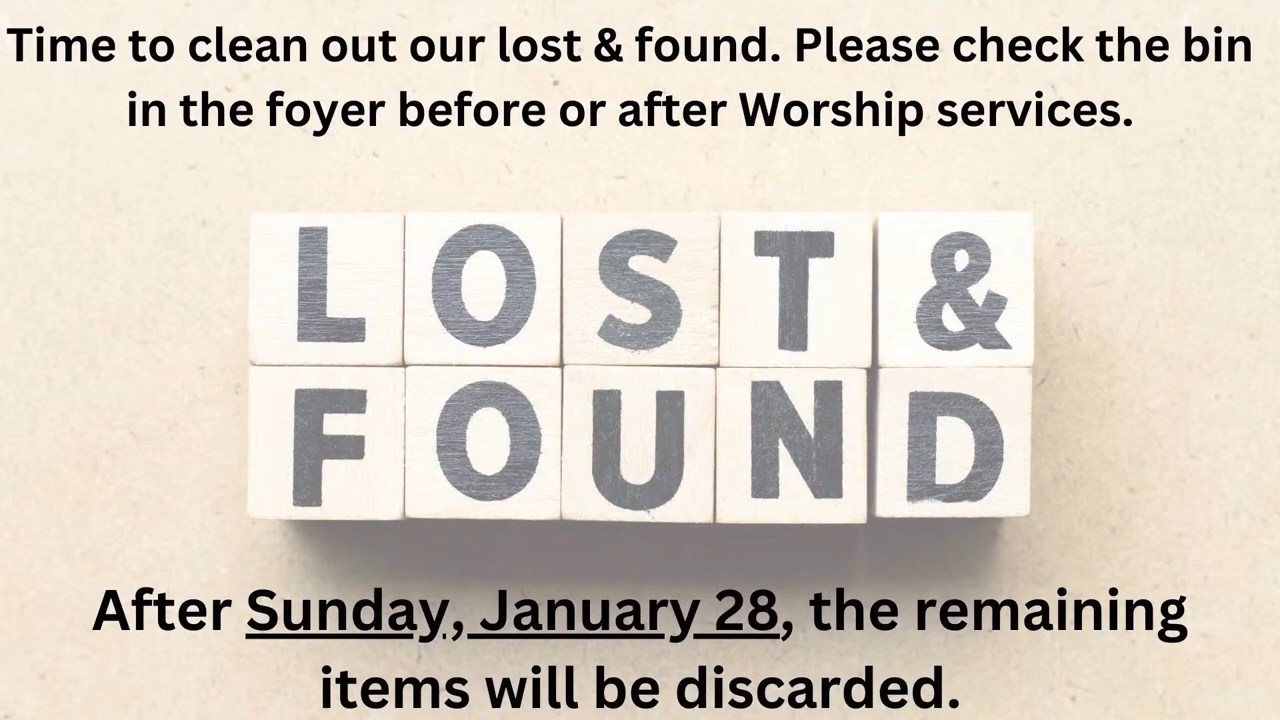 Time to clean out our lost & found. Please check the bin
in the foyer before or after Worship services.
LOST&
FOUND
After Sunday, January 28, the remaining
items will be discarded.